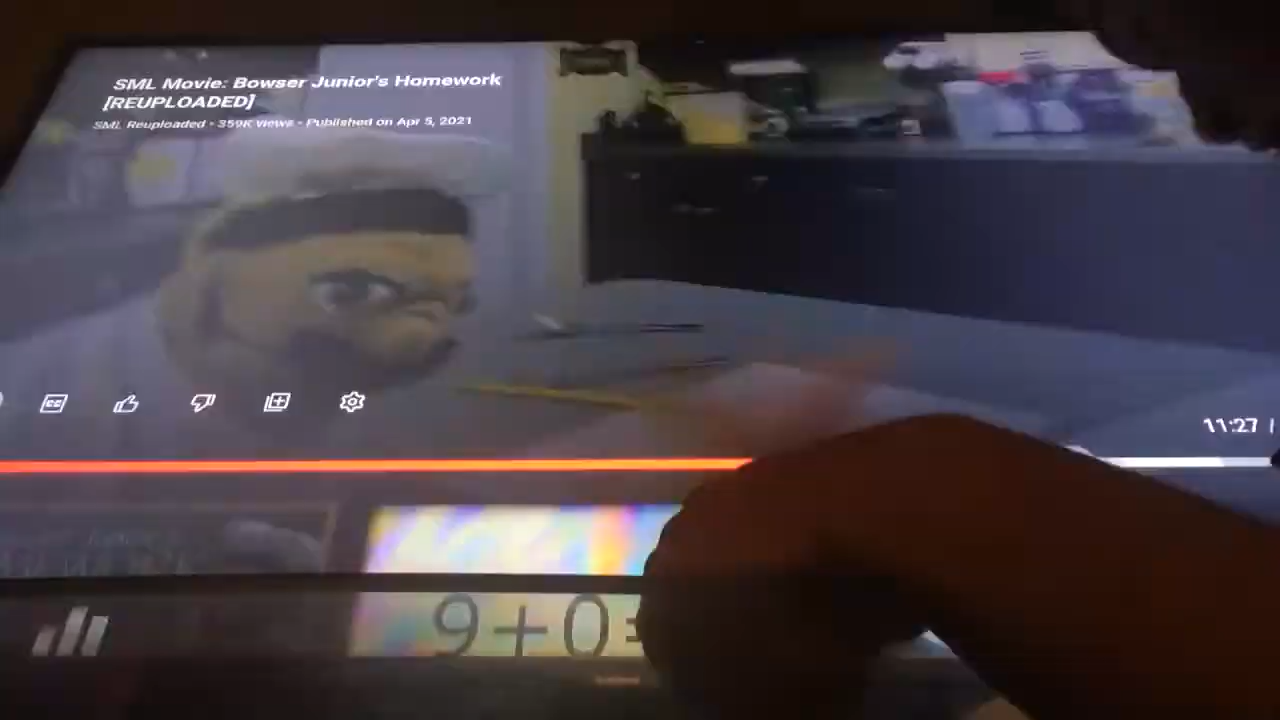 SML Movie: Bowser Junior's Homework
[REUPLOADED]
SML Reuploaded • 359K views • Published on Apr 5, 2021
CC
11:27
9+0=